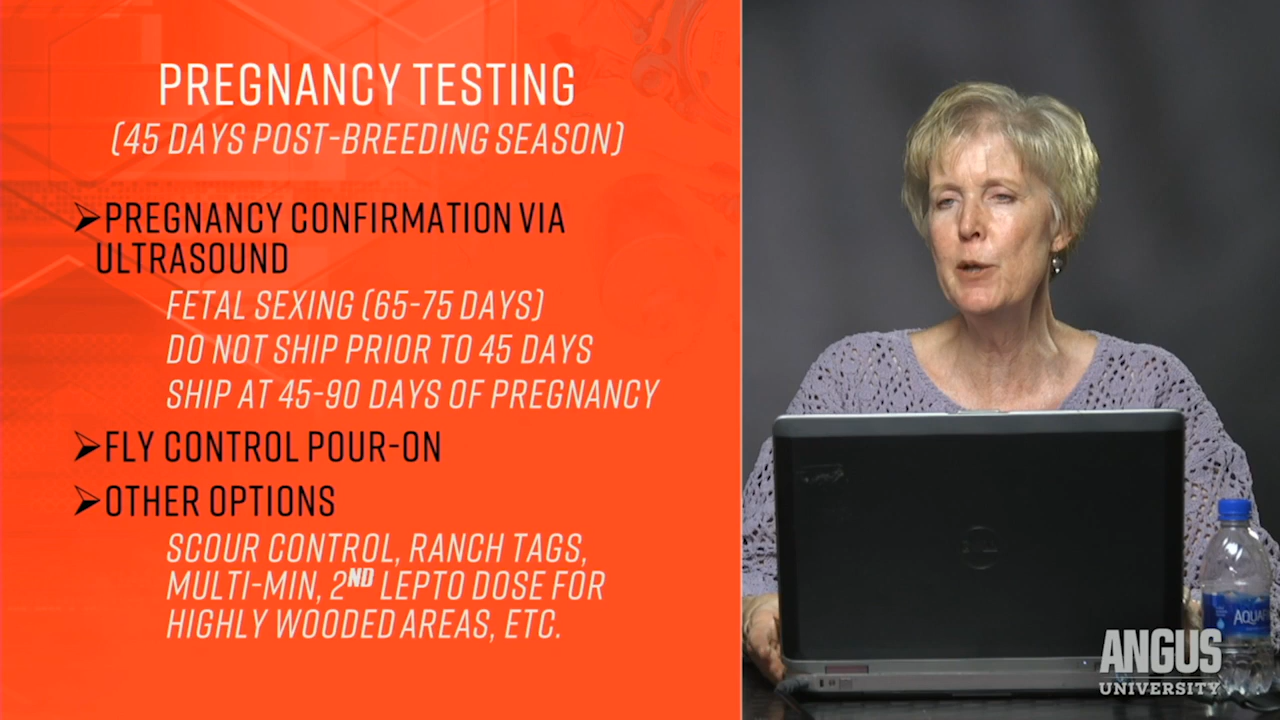 PREGNANCY TESTING
(45 DAYS POST-BREEDING SEASON)
➢PREGNANCY CONFIRMATION VIA
ULTRASOUND
FETAL SEXING (65-75 DAYS)
DO NOT SHIP PRIOR TO 45 DAYS
SHIP AT 45-90 DAYS OF PREGNANCY
➢FLY CONTROL POUR-ON
➢OTHER OPTIONS
SCOUR CONTROL, RANCH TAGS,
MULTI-MIN, 2ND LEPTO DOSE FOR
HIGHLY WOODED AREAS, ETC.
DELL
ANGUS
UNIVERSITY